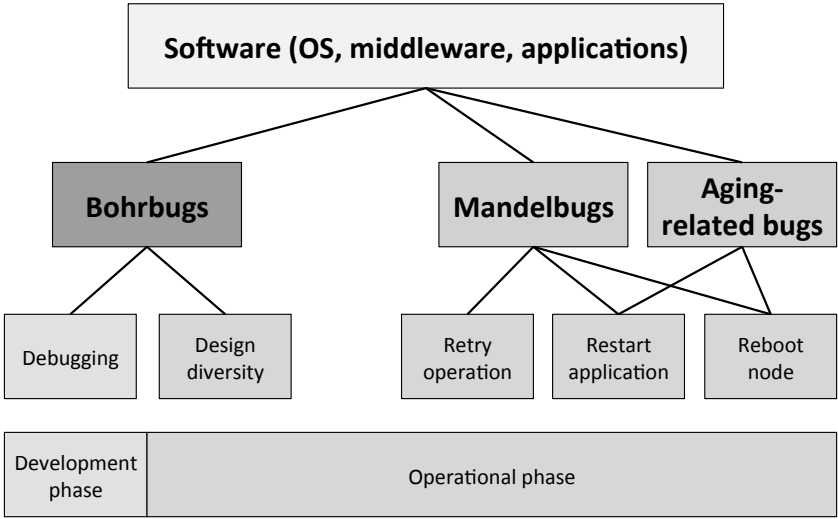 Software (OS, middleware, applications)
Bohrbugs
Mandelbugs
Aging-
related bugs
Debugging
Design
diversity
Retry
operation
Restart
application
Reboot
node
Development
phase
Operational phase